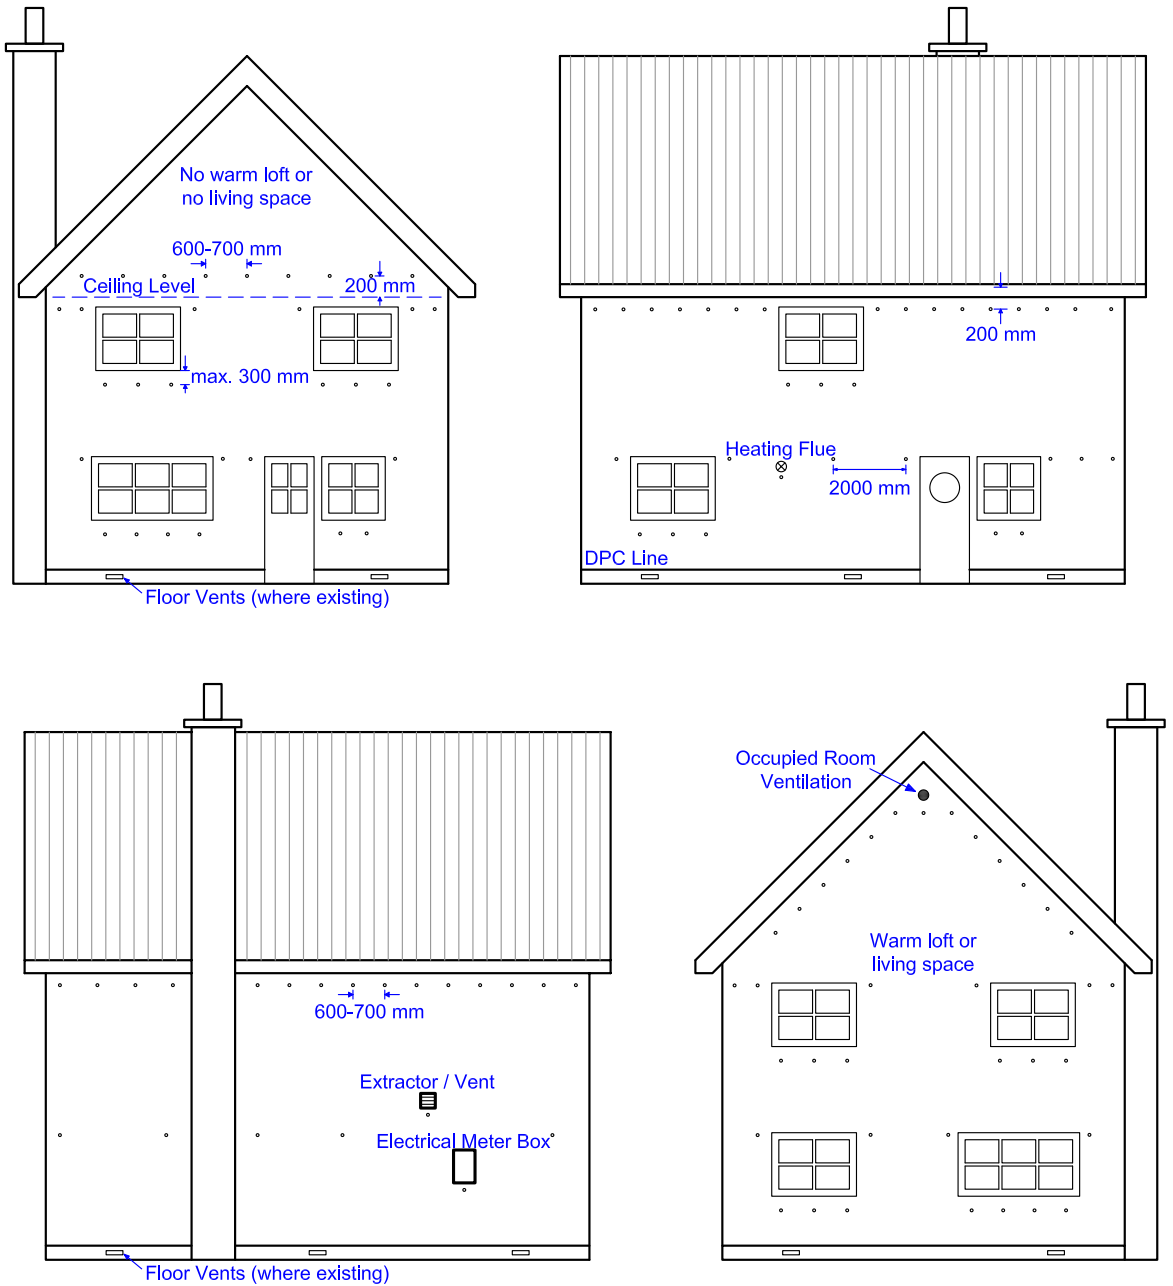 No warm loft or
no living space
600-700 mm
Ceiling Level
200 mm
max. 300 mm
Floor Vents (where existing)
200 mm
Heating Flue
2000 mm
DPC Line
600-700 mm
Extractor / Vent
Electrical Meter Box
Floor Vents (where existing)
Occupied Room
Ventilation
Warm loft or
living space